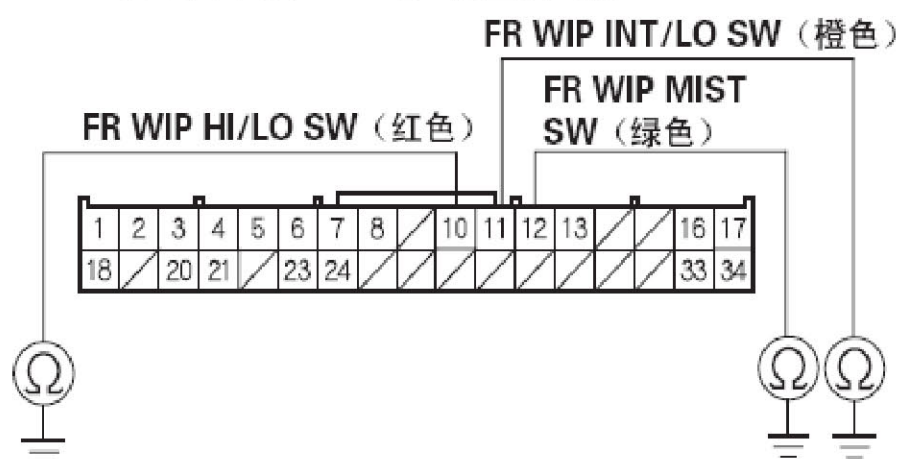 FR WIP INT/LO SW（橙色）
FR WIP MIST
SW（绿色）
FR WIP HI/LO SW（红色）
1 2 3 4 5 6 7 8 10 11 12 13 16 17
18 20 21 23 24 33 34
Ω Ω Ω